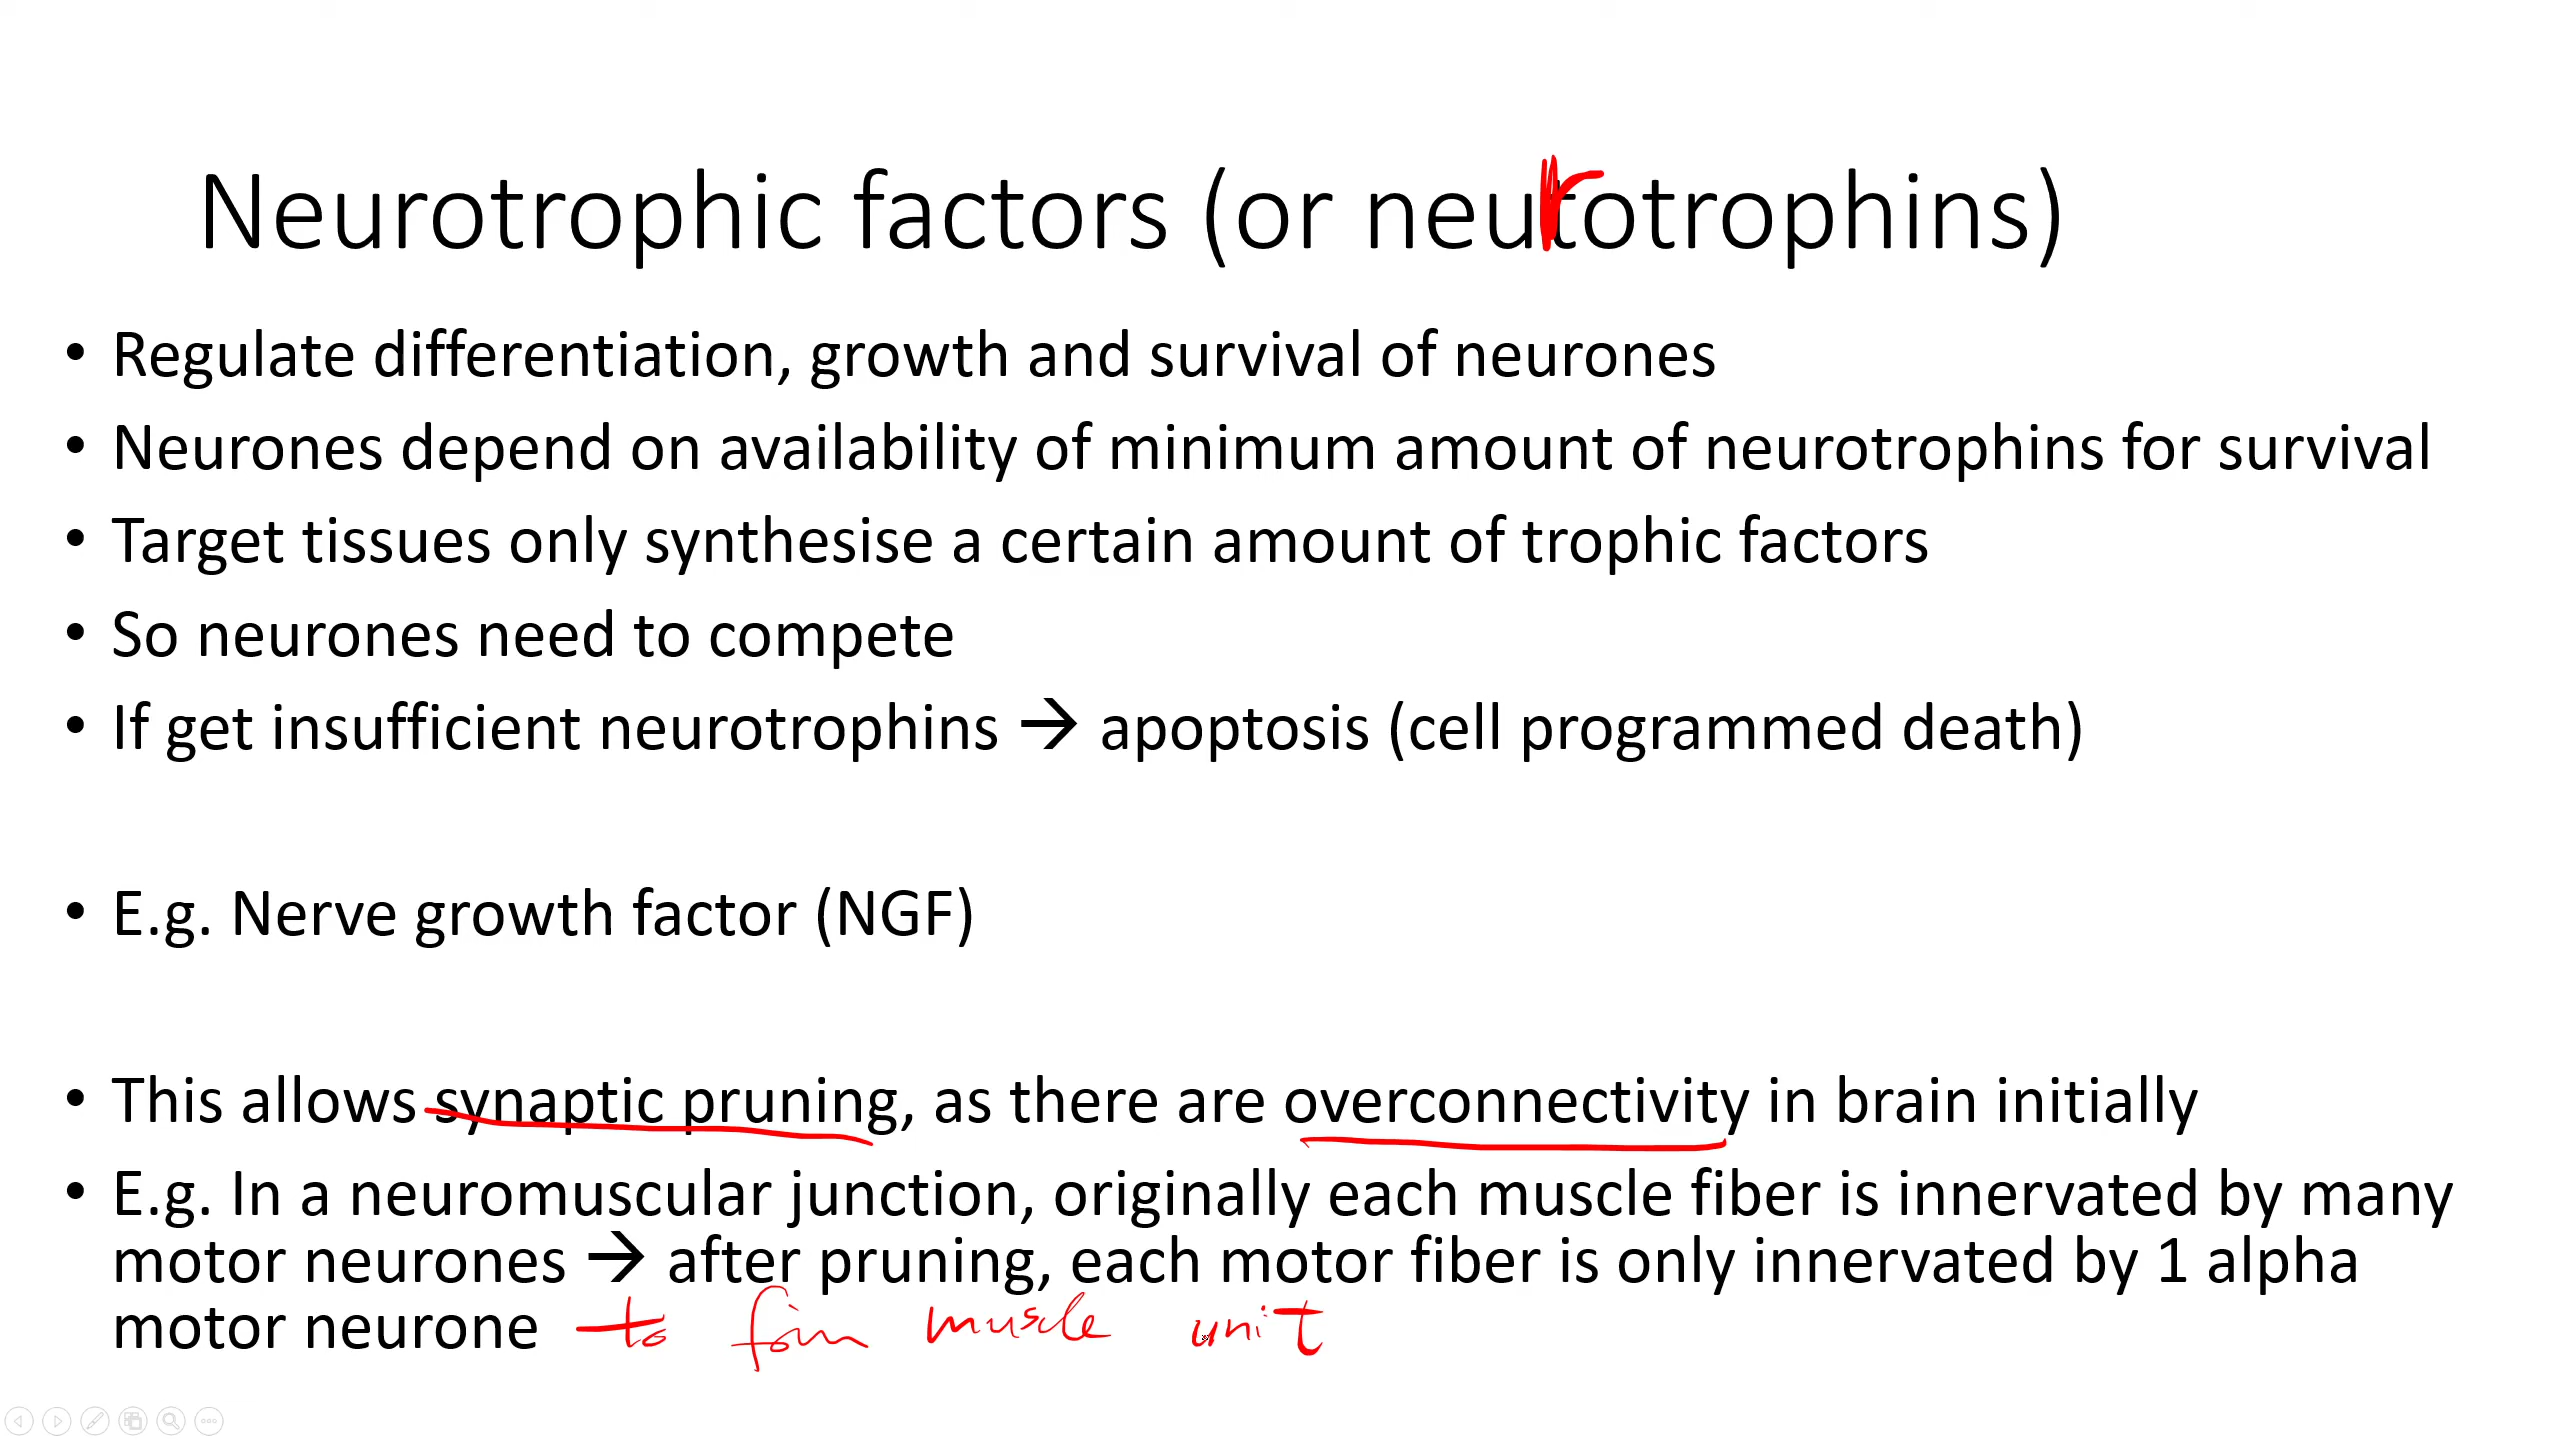 Neurotrophic factors (or neurotrophins)
• Regulate differentiation, growth and survival of neurones
• Neurones depend on availability of minimum amount of neurotrophins for survival
• Target tissues only synthesise a certain amount of trophic factors
• So neurones need to compete
• If get insufficient neurotrophins → apoptosis (cell programmed death)
• E.g. Nerve growth factor (NGF)
• This allows synaptic pruning, as there are overconnectivity in brain initially
• E.g. In a neuromuscular junction, originally each muscle fiber is innervated by many
motor neurones → after pruning, each motor fiber is only innervated by 1 alpha
motor neurone to form muscle unit